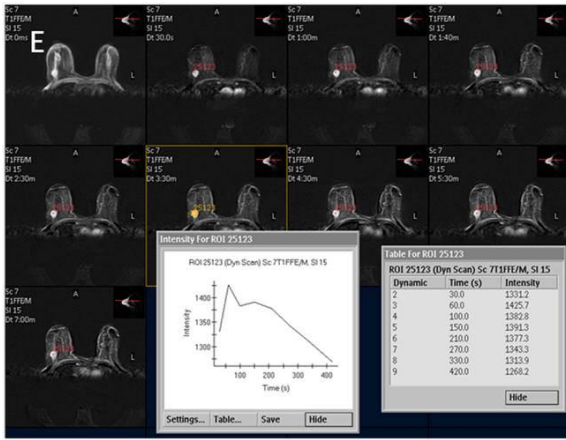 E
Sc 7
T1FFE/M
Sl 15
Dt 0ms
A
L
Sc 7
T1FFE/M
Sl 15
Dt 30.0s
A
25123
L
Sc 7
T1FFE/M
Sl 15
Dt 1:00m
A
25123
L
Sc 7
T1FFE/M
Sl 15
Dt 1:40m
A
25123
L
Sc 7
T1FFE/M
Sl 15
Dt 2:30m
A
25123
L
Sc 7
T1FFE/M
Sl 15
Dt 3:30m
A
25123
L
Sc 7
T1FFE/M
Sl 15
Dt 4:30m
A
25123
L
Sc 7
T1FFE/M
Sl 15
Dt 5:30m
A
25123
L
Sc 7
T1FFE/M
Sl 15
Dt 7:00m
A
25123
L
Intensity For ROI 25123
ROI 25123 (Dyn Scan) Sc 7T1FFE/M, Sl 15
Intensity
1400
1350
1300
100 200 300 400
Time (s)
Settings... Table... Save Hide
Table For ROI 25123
ROI 25123 (Dyn Scan) Sc 7T1FFE/M, Sl 15
Dynamic Time (s) Intensity
2 30.0 1331.2
3 60.0 1425.7
4 100.0 1382.8
5 150.0 1391.3
6 210.0 1377.3
7 270.0 1343.3
8 330.0 1313.9
9 420.0 1268.2
Hide